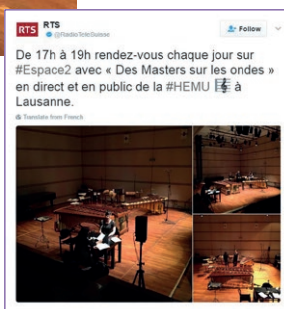 RTS
RTS
@RadioTeleSuisse
Follow
De 17h à 19h rendez-vous chaque jour sur
#Espace2 avec « Des Masters sur les ondes »
en direct et en public de la #HEMU 🎼 à
Lausanne.
Translate from French